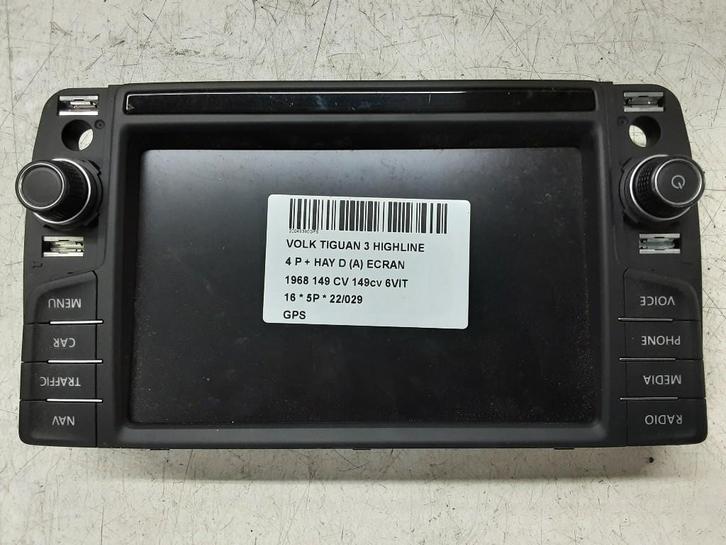 VOLK TIGUAN 3 HIGHLINE
4 P + HAY D (A) ECRAN
1968 149 CV 149cv 6VIT
16 * 5P * 22/029
GPS
MENU
CAR
TRAFFIC
NAV
VOICE
PHONE
MEDIA
RADIO